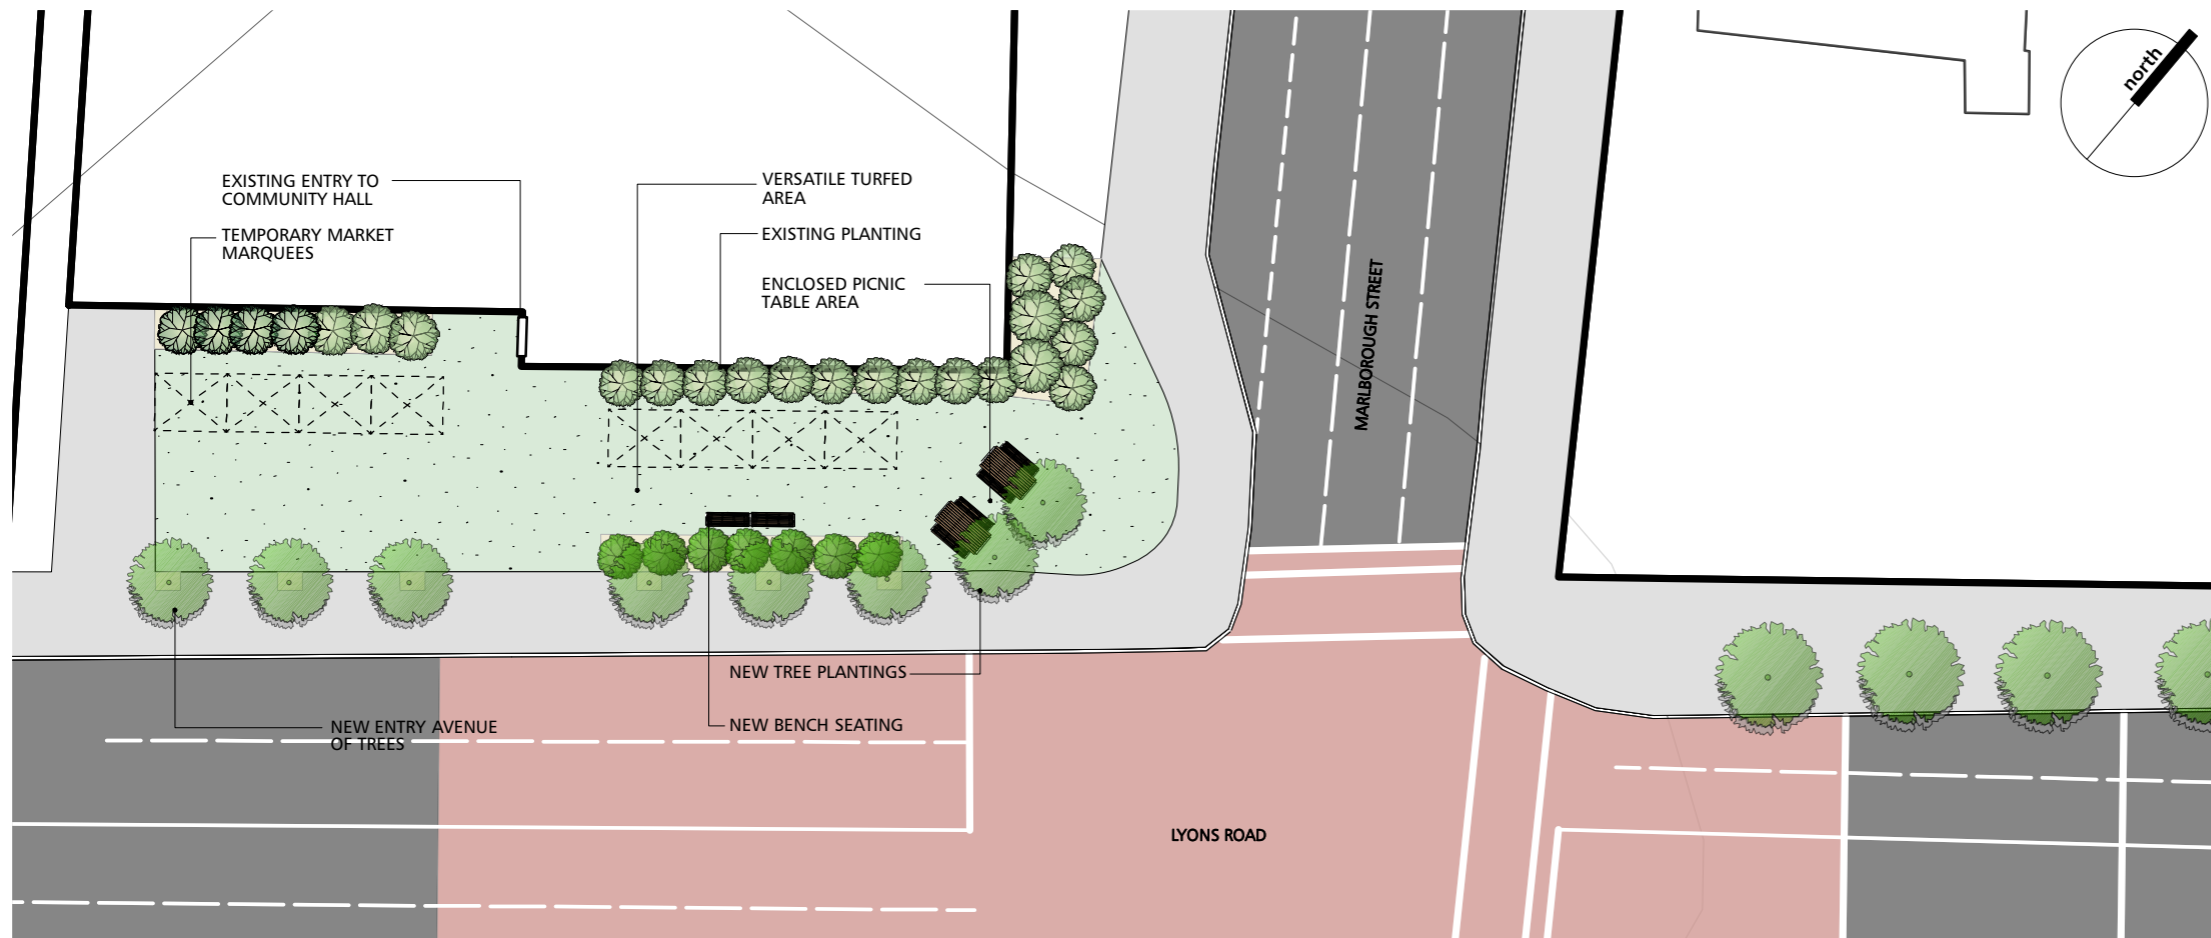 north
EXISTING ENTRY TO
COMMUNITY HALL
TEMPORARY MARKET
MARQUEES
VERSATILE TURFED
AREA
EXISTING PLANTING
ENCLOSED PICNIC
TABLE AREA
MARLBOROUGH STREET
NEW TREE PLANTINGS
NEW BENCH SEATING
NEW ENTRY AVENUE
OF TREES
LYONS ROAD